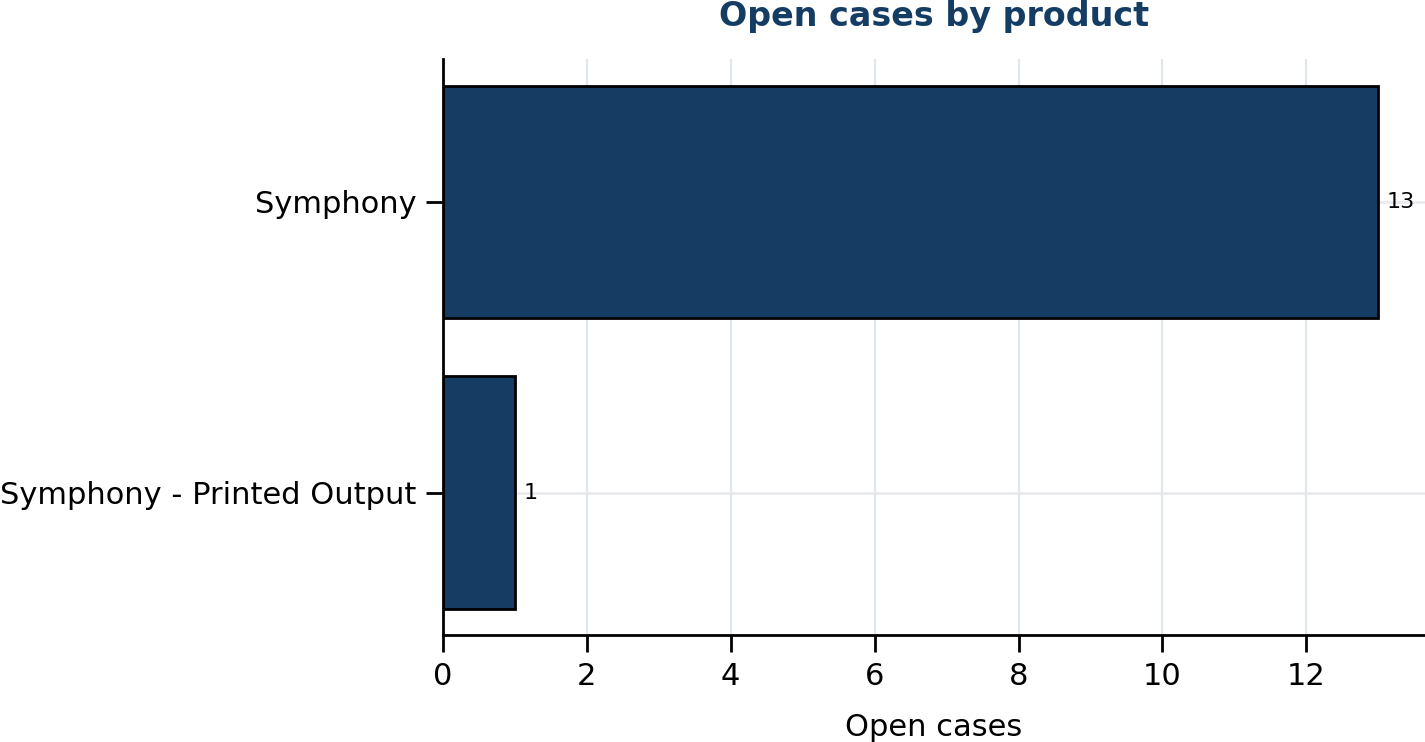 Open cases by product
Symphony
13
Symphony - Printed Output
1
0 2 4 6 8 10 12
Open cases